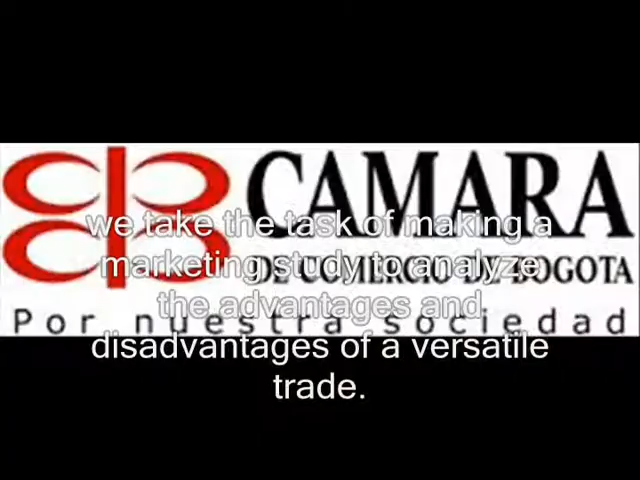 CAMARA
DE COMERCIO DE BOGOTA
Por nuestra sociedad
we take the task of making a
marketing study to analyze
the advantages and
disadvantages of a versatile
trade.